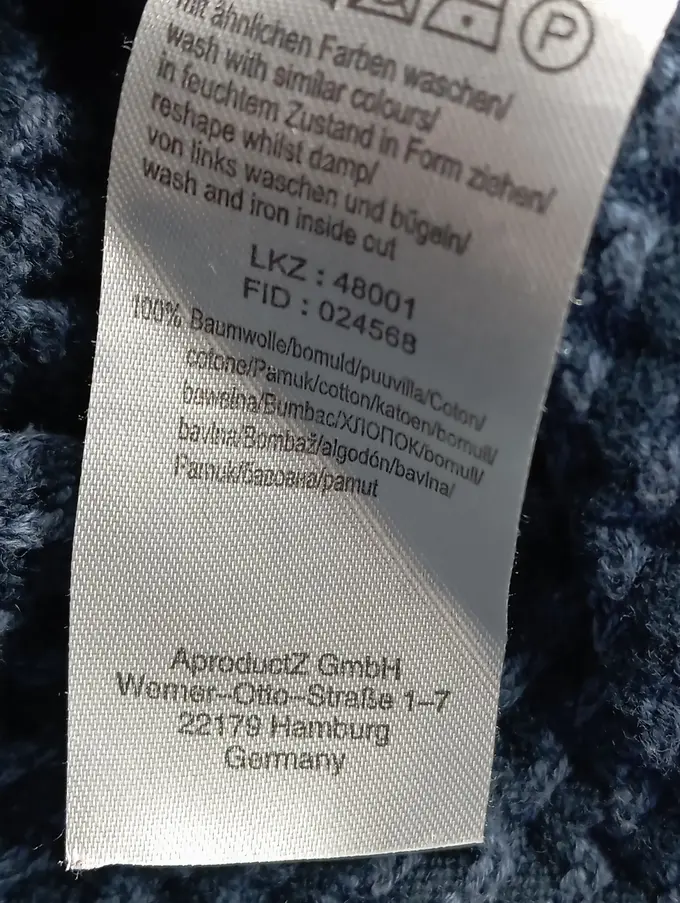 P
mit ähnlichen Farben waschen/
wash with similar colours/
in feuchtem Zustand in Form ziehen/
reshape whilst damp/
von links waschen und bügeln/
wash and iron inside out
LKZ : 48001
FID : 024568
100% Baumwolle/bomuld/puuvilla/Coton/
cotone/Pamuk/cotton/katoen/bomull/
bawełna/Bumbac/ХЛОПОК/bomull/
bavlna/Bombaž/algodón/bavlna/
Pamuk/бавовна/pamut
AproductZ GmbH
Werner-Otto-Straße 1-7
22179 Hamburg
Germany